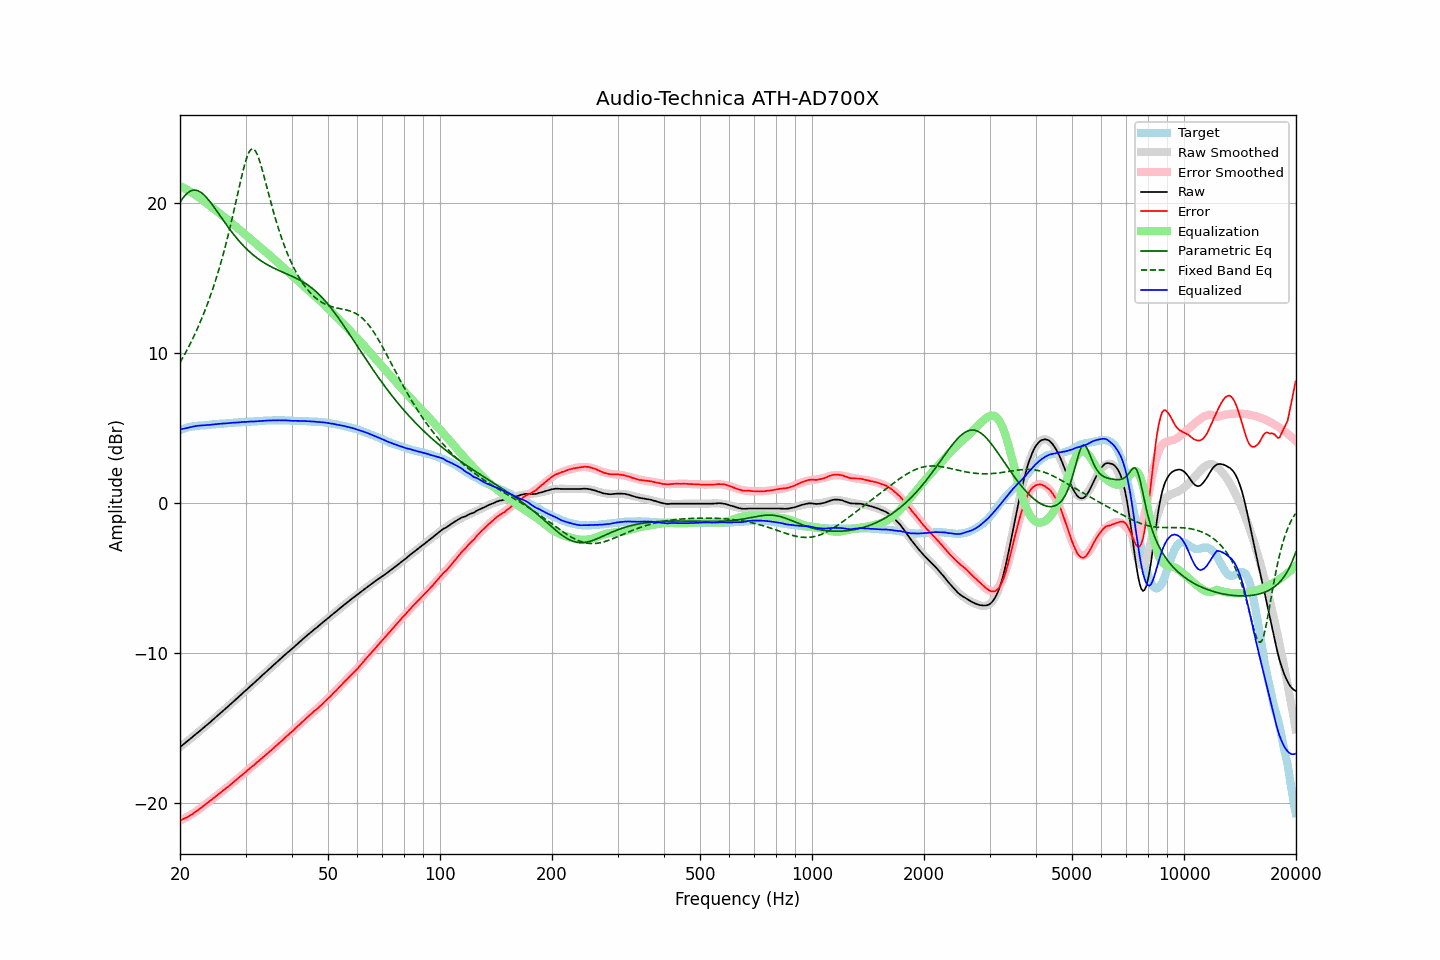 Audio-Technica ATH-AD700X
Target
Raw Smoothed
Error Smoothed
Raw
Error
Equalization
Parametric Eq
Fixed Band Eq
Equalized
Amplitude (dBr)
20
10
0
−10
−20
20
50
100
200
500
1000
2000
5000
10000
20000
Frequency (Hz)